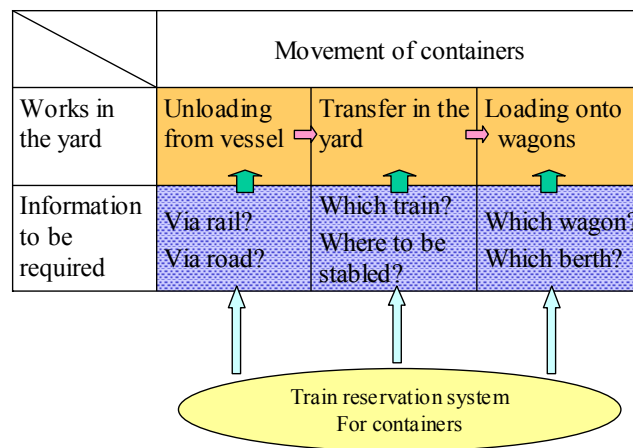 Movement of containers
Works in
the yard
Unloading
from vessel
Transfer in the
yard
Loading onto
wagons
Information
to be
required
Via rail?
Via road?
Which train?
Where to be
stabled?
Which wagon?
Which berth?
Train reservation system
For containers